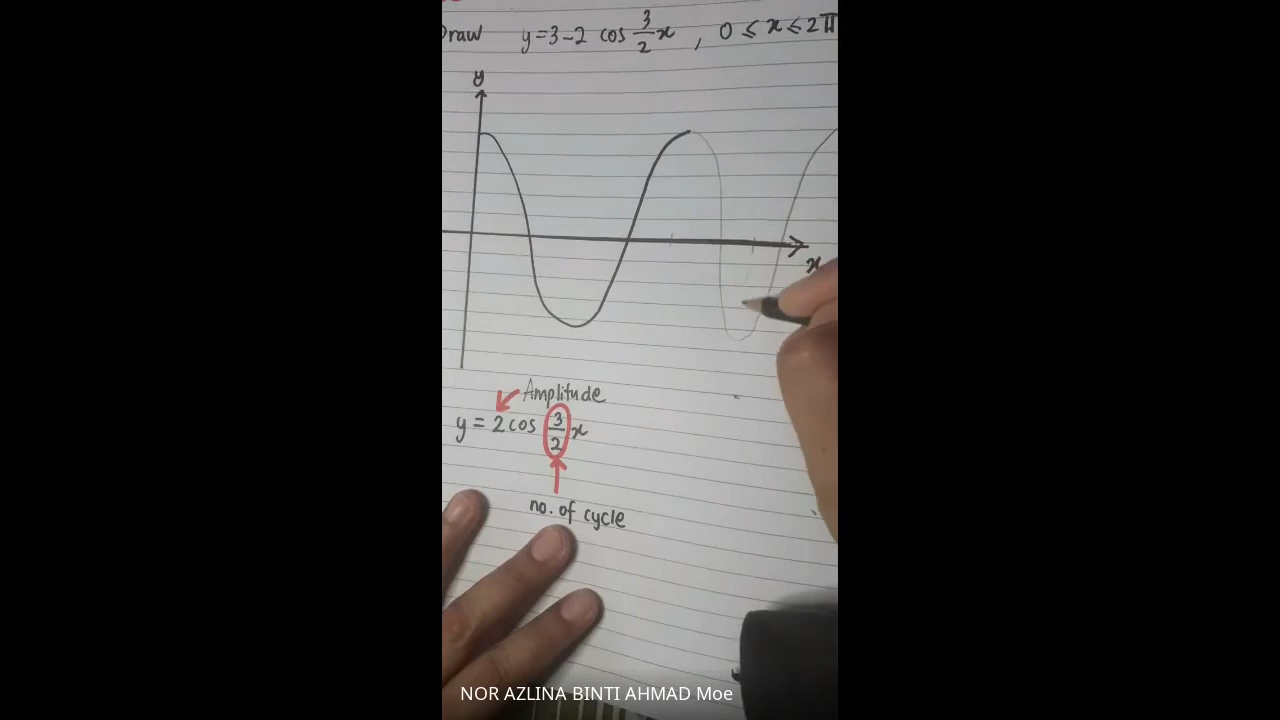 Draw y = 3 - 2 cos 3/2 x , 0 ≤ x ≤ 2π
y
x
Amplitude
y = 2 cos 3/2 x
no. of cycle
NOR AZLINA BINTI AHMAD Moe